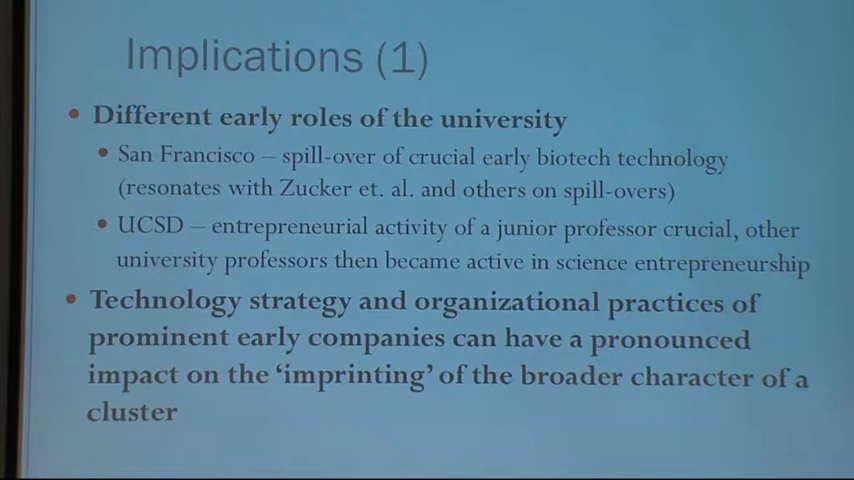 Implications (1)
• Different early roles of the university
• San Francisco – spill-over of crucial early biotech technology
(resonates with Zucker et. al. and others on spill-overs)
• UCSD – entrepreneurial activity of a junior professor crucial, other
university professors then became active in science entrepreneurship
• Technology strategy and organizational practices of
prominent early companies can have a pronounced
impact on the ‘imprinting’ of the broader character of a
cluster